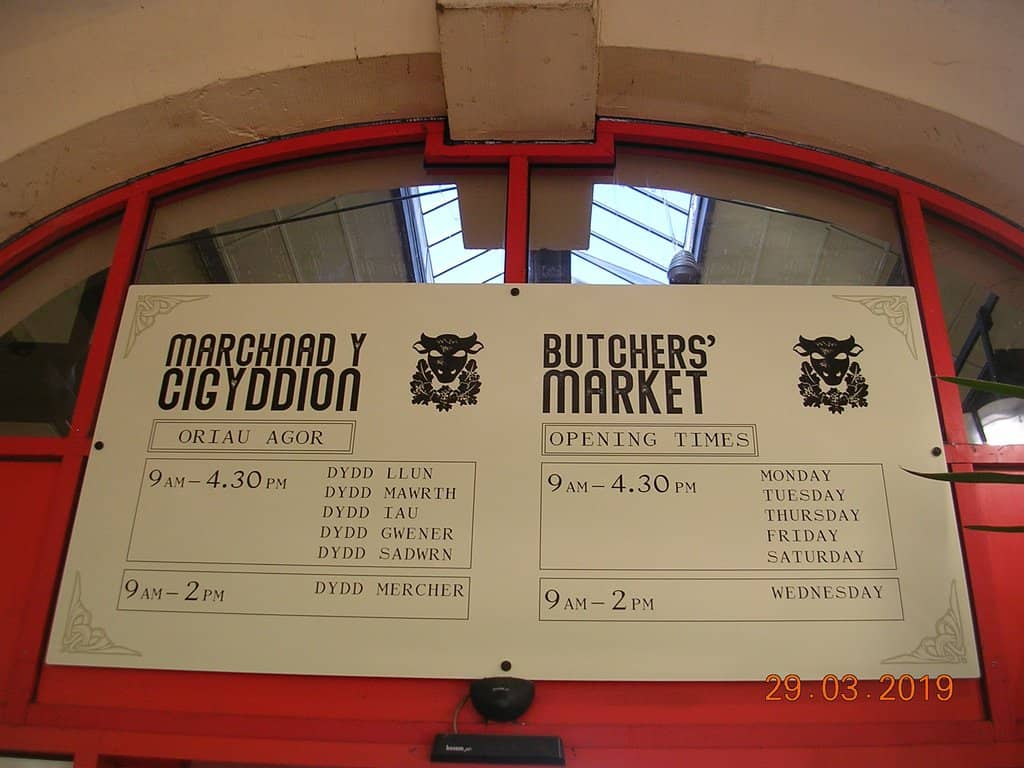 MARCHNAD Y
CIGYDDION
ORIAU AGOR
9AM – 4.30PM
DYDD LLUN
DYDD MAWRTH
DYDD IAU
DYDD GWENER
DYDD SADWRN
9AM – 2PM DYDD MERCHER
BUTCHERS'
MARKET
OPENING TIMES
9AM – 4.30PM
MONDAY
TUESDAY
THURSDAY
FRIDAY
SATURDAY
9AM – 2PM WEDNESDAY
29.03.2019